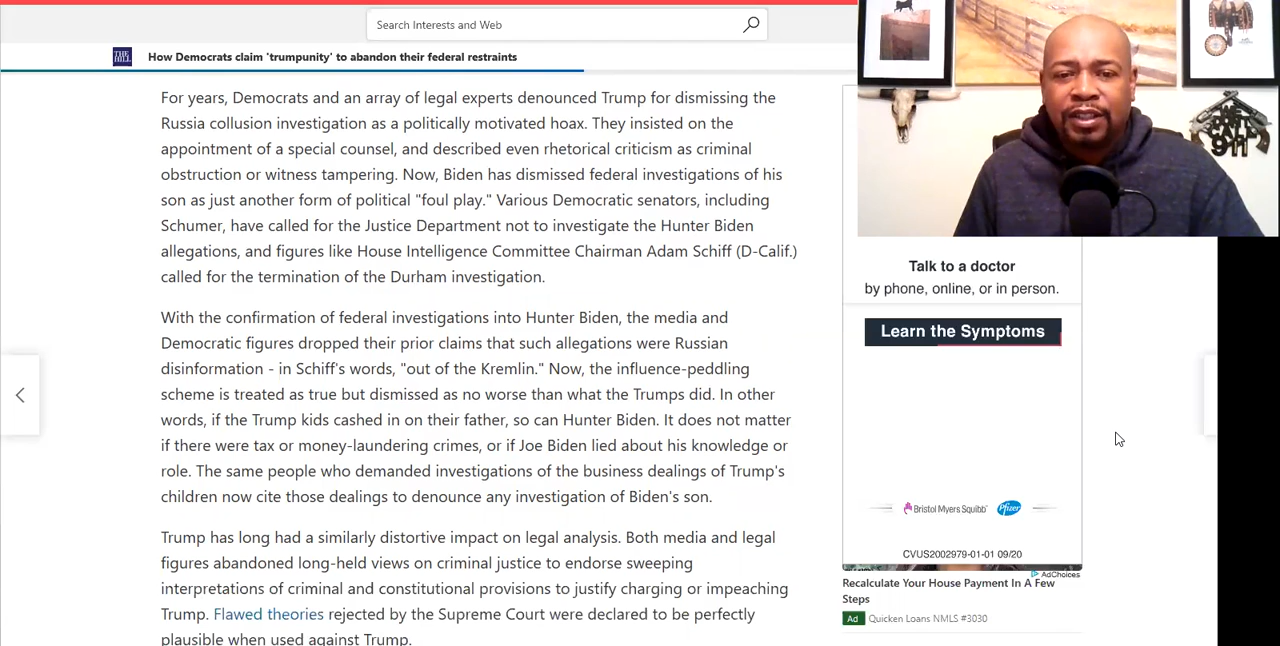 Search Interests and Web
THE HILL
How Democrats claim 'trumpunity' to abandon their federal restraints
For years, Democrats and an array of legal experts denounced Trump for dismissing the
Russia collusion investigation as a politically motivated hoax. They insisted on the
appointment of a special counsel, and described even rhetorical criticism as criminal
obstruction or witness tampering. Now, Biden has dismissed federal investigations of his
son as just another form of political "foul play." Various Democratic senators, including
Schumer, have called for the Justice Department not to investigate the Hunter Biden
allegations, and figures like House Intelligence Committee Chairman Adam Schiff (D-Calif.)
called for the termination of the Durham investigation.
With the confirmation of federal investigations into Hunter Biden, the media and
Democratic figures dropped their prior claims that such allegations were Russian
disinformation - in Schiff's words, "out of the Kremlin." Now, the influence-peddling
scheme is treated as true but dismissed as no worse than what the Trumps did. In other
words, if the Trump kids cashed in on their father, so can Hunter Biden. It does not matter
if there were tax or money-laundering crimes, or if Joe Biden lied about his knowledge or
role. The same people who demanded investigations of the business dealings of Trump's
children now cite those dealings to denounce any investigation of Biden's son.
Trump has long had a similarly distortive impact on legal analysis. Both media and legal
figures abandoned long-held views on criminal justice to endorse sweeping
interpretations of criminal and constitutional provisions to justify charging or impeaching
Trump. Flawed theories rejected by the Supreme Court were declared to be perfectly
plausible when used against Trump.
WE DON'T CALL 911
Talk to a doctor
by phone, online, or in person.
Learn the Symptoms
Bristol Myers Squibb Pfizer
CVUS2002979-01-01 09/20
AdChoices
Recalculate Your House Payment In A Few
Steps
Ad Quicken Loans NMLS #3030